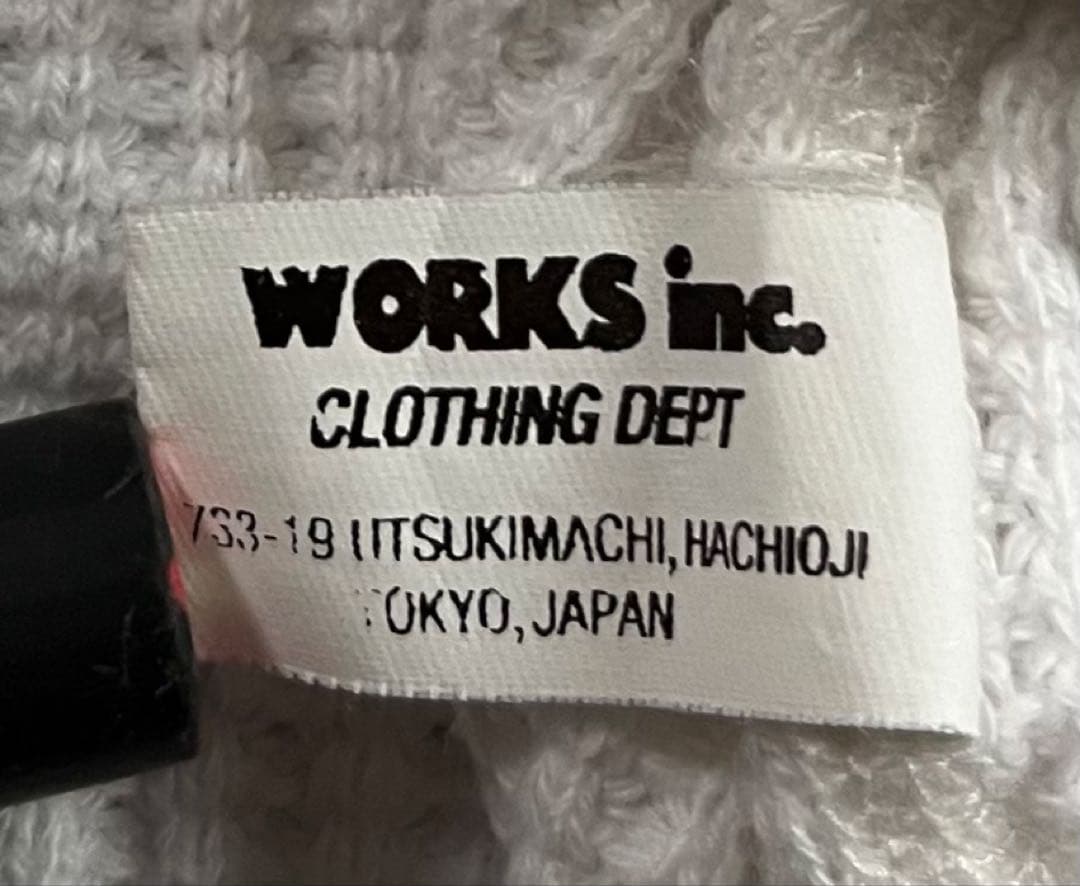 WORKS inc.
CLOTHING DEPT
733-19 UTSUKIMACHI, HACHIOJI
TOKYO, JAPAN